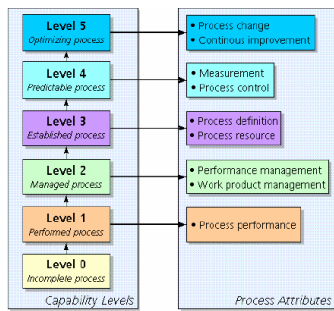 Level 5
Optimizing process
• Process change
• Continous improvement
Level 4
Predictable process
• Measurement
• Process control
Level 3
Established process
• Process definition
• Process resource
Level 2
Managed process
• Performance management
• Work product management
Level 1
Performed process
• Process performance
Level 0
Incomplete process
Capability Levels
Process Attributes